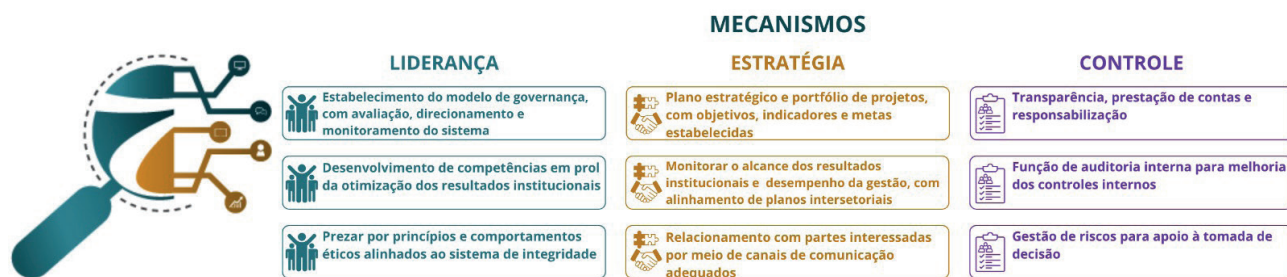 MECANISMOS
LIDERANÇA
Estabelecimento do modelo de governança,
com avaliação, direcionamento e
monitoramento do sistema
Desenvolvimento de competências em prol
da otimização dos resultados institucionais
Prezar por princípios e comportamentos
éticos alinhados ao sistema de integridade
ESTRATÉGIA
Plano estratégico e portfólio de projetos,
com objetivos, indicadores e metas
estabelecidas
Monitorar o alcance dos resultados
institucionais e desempenho da gestão, com
alinhamento de planos intersetoriais
Relacionamento com partes interessadas
por meio de canais de comunicação
adequados
CONTROLE
Transparência, prestação de contas e
responsabilização
Função de auditoria interna para melhoria
dos controles internos
Gestão de riscos para apoio à tomada de
decisão